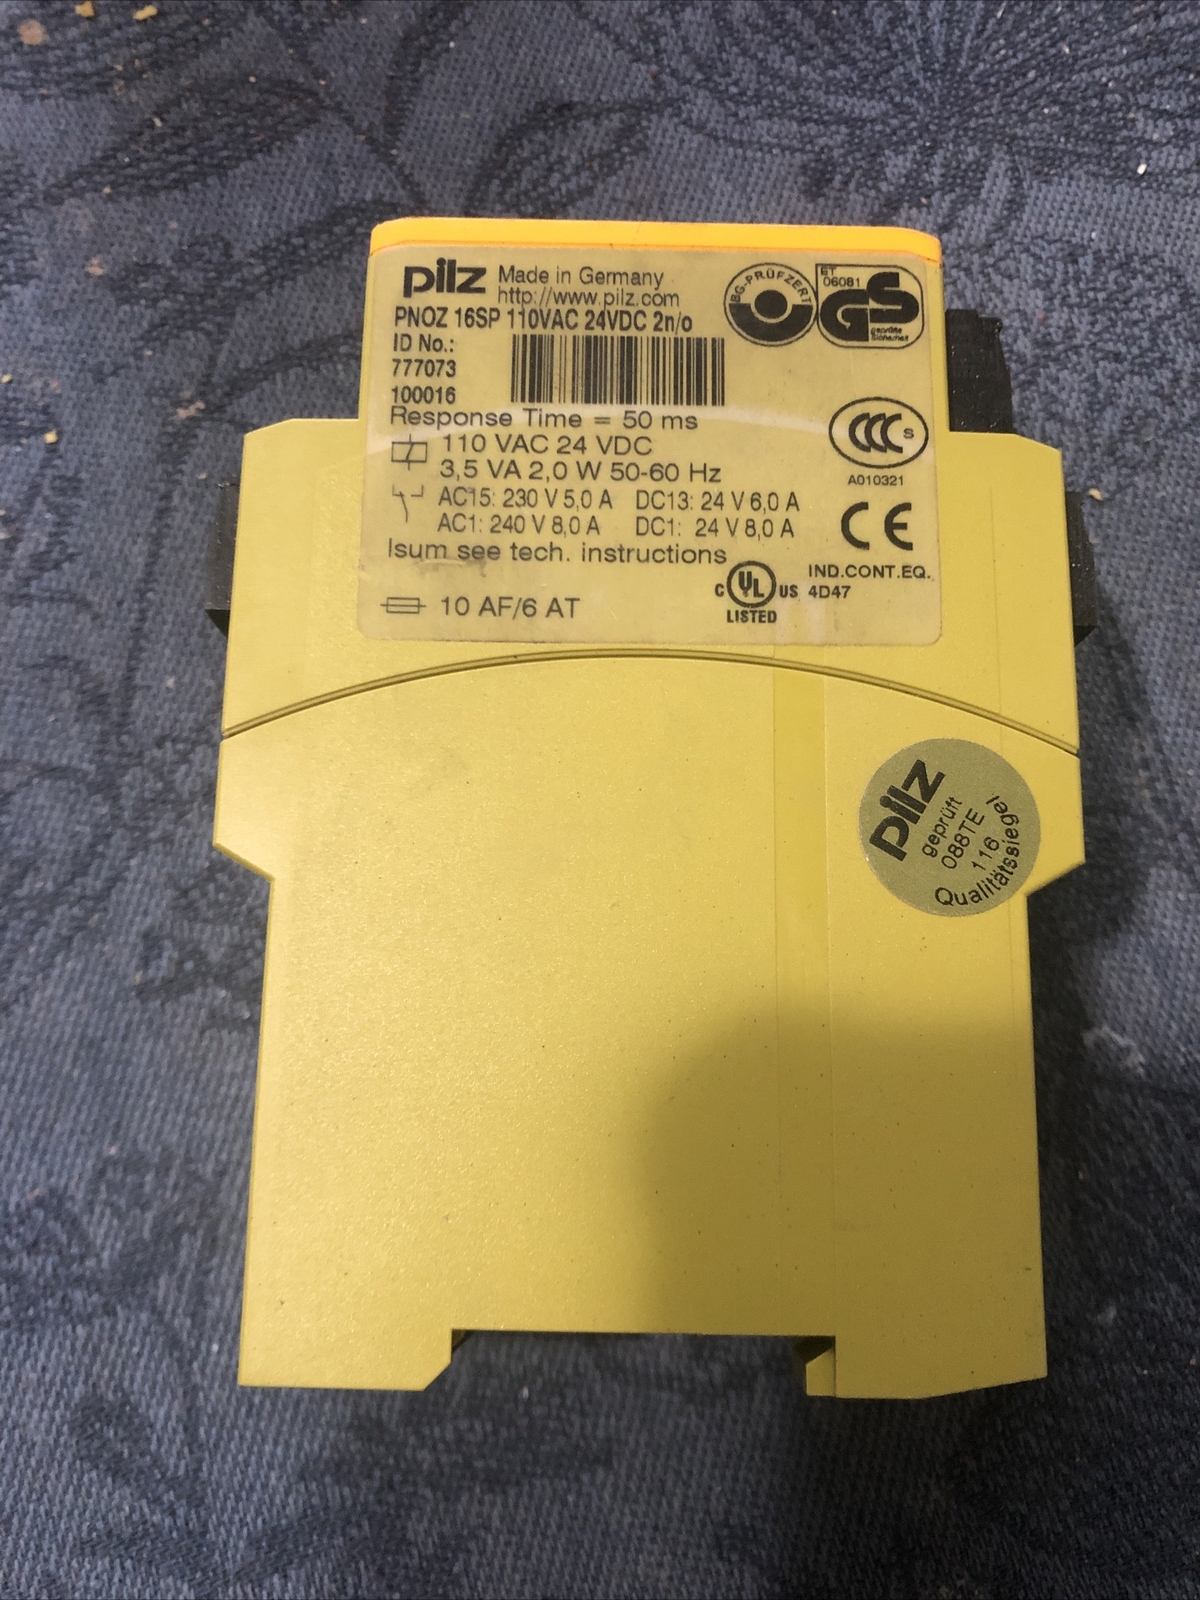 pilz Made in Germany
http://www.pilz.com
PNOZ 16SP 110VAC 24VDC 2n/o
ID No.:
777073
100016
BG-PRÜFZERT
ET
06081
GS
geprüfte
Sicherheit
Response Time = 50 ms
110 VAC 24 VDC
3,5 VA 2,0 W 50-60 Hz
AC15: 230 V 5,0 A DC13: 24 V 6,0 A
AC1: 240 V 8,0 A DC1: 24 V 8,0 A
Isum see tech. instructions
10 AF/6 AT
CCC S
A010321
CE
C UL US
LISTED
IND.CONT.EQ.
4D47
pilz
geprüft
088TE
116
Qualitätssiegel